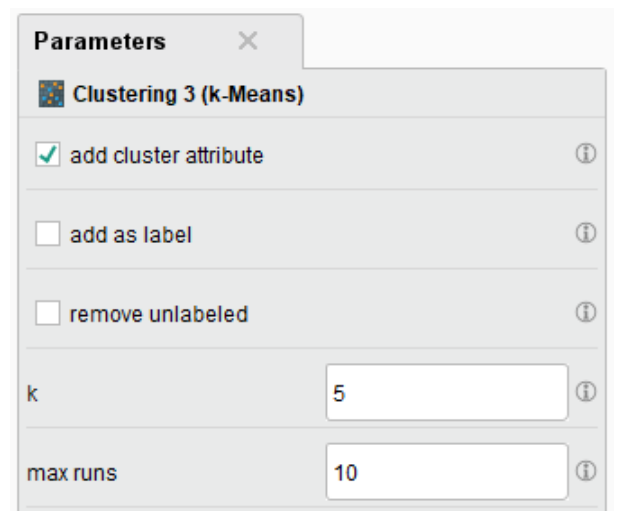 Parameters
Clustering 3 (k-Means)
add cluster attribute
add as label
remove unlabeled
k 5
max runs 10